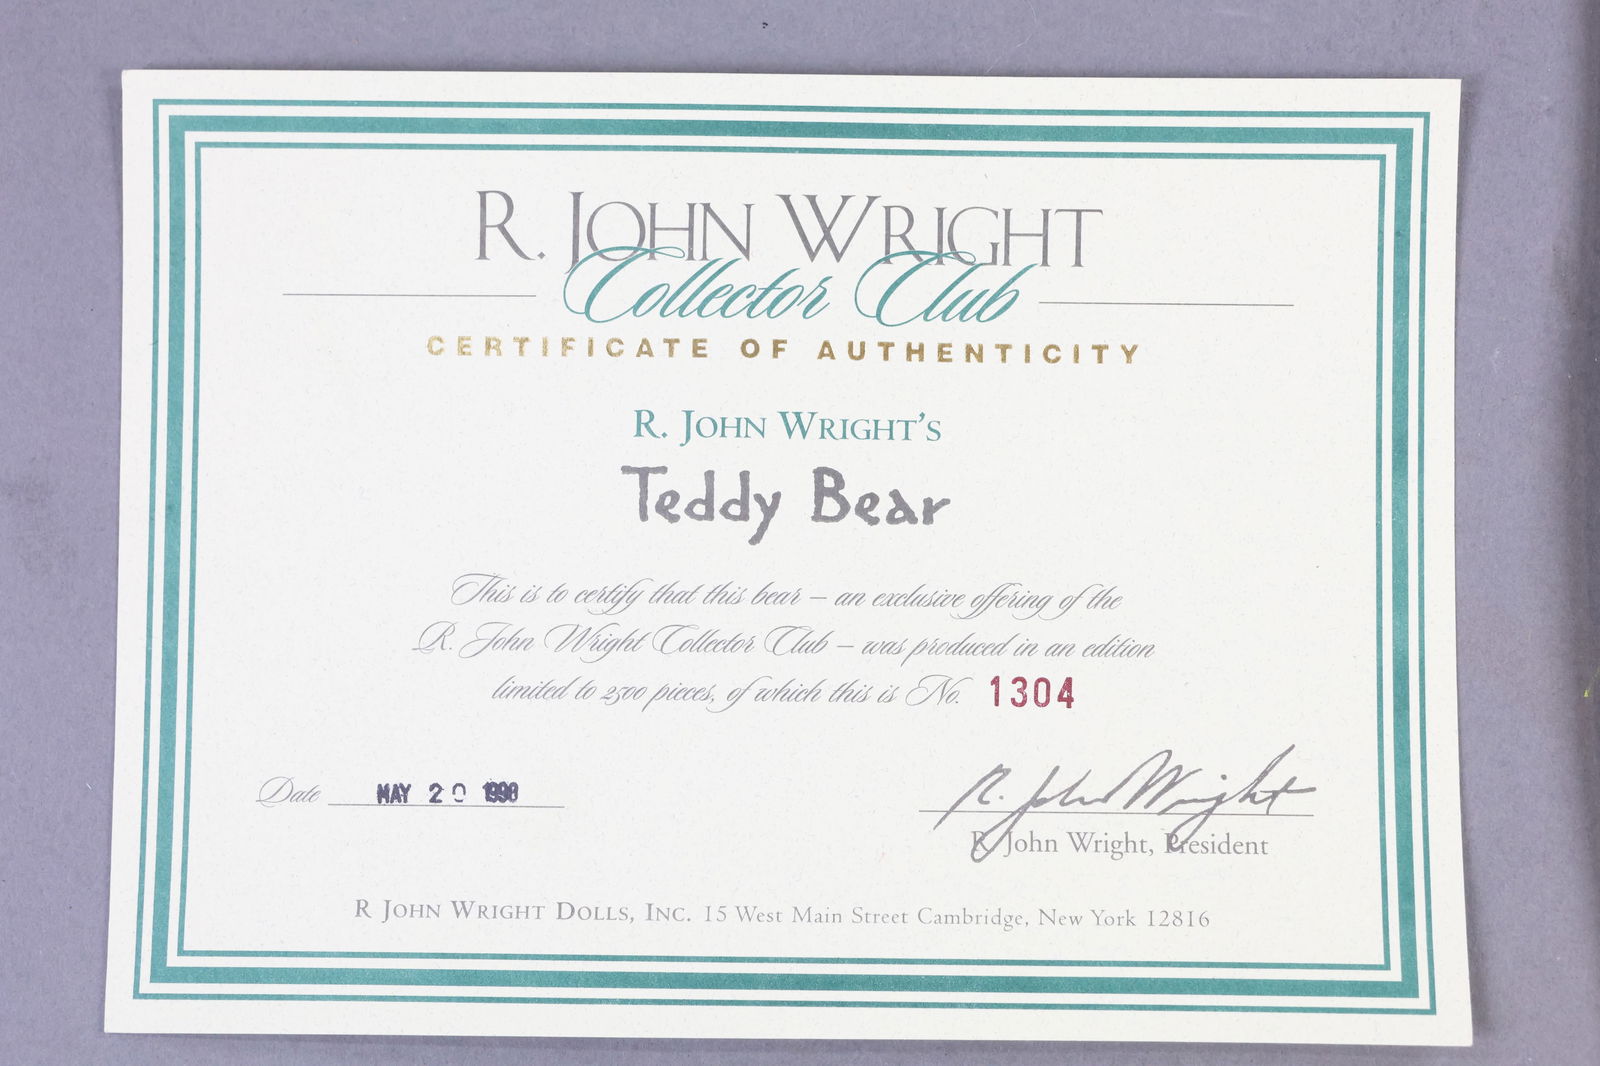 R. JOHN WRIGHT
Collector Club
CERTIFICATE OF AUTHENTICITY
R. JOHN WRIGHT'S
Teddy Bear
This is to certify that this bear – an exclusive offering of the
R. John Wright Collector Club – was produced in an edition
limited to 2500 pieces, of which this is No. 1304
Date MAY 20 1998
R. John Wright
R. John Wright, President
R JOHN WRIGHT DOLLS, INC. 15 West Main Street Cambridge, New York 12816